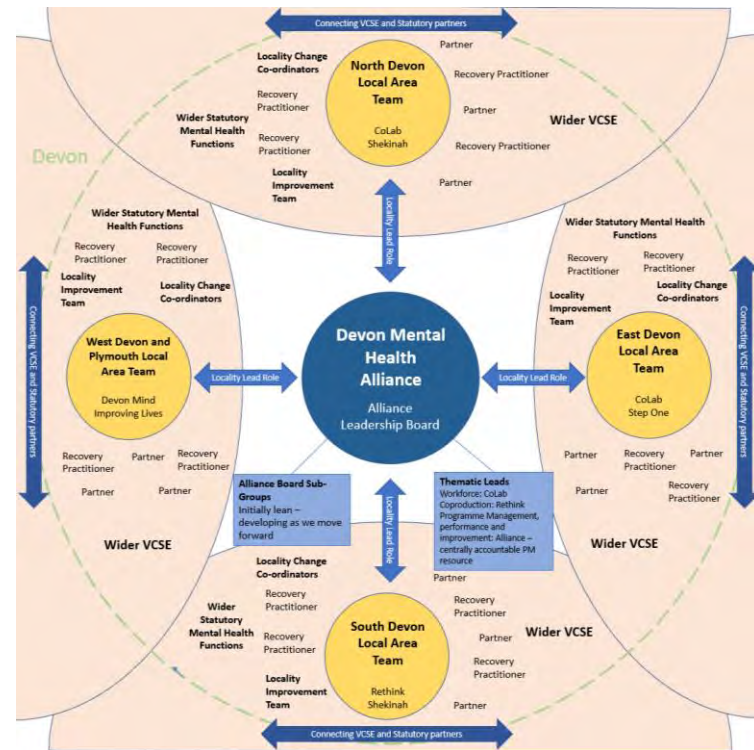 Connecting VCSE and Statutory partners
Locality Change
Co-ordinators
Recovery
Practitioner
Wider Statutory
Mental Health
Functions
Recovery
Practitioner
Locality
Improvement
Team
North Devon
Local Area
Team
CoLab
Shekinah
Partner
Recovery Practitioner
Partner
Recovery Practitioner
Partner
Wider VCSE
Devon
Locality Lead Role
Wider Statutory Mental
Health Functions
Recovery
Practitioner
Recovery
Practitioner
Locality
Improvement
Team
Locality Change
Co-ordinators
Connecting VCSE and Statutory partners
West Devon and
Plymouth Local
Area Team
Devon Mind
Improving Lives
Recovery
Practitioner
Partner
Recovery
Practitioner
Partner
Partner
Wider VCSE
Locality Lead Role
Devon Mental
Health
Alliance
Alliance
Leadership Board
Locality Lead Role
Wider Statutory Mental Health
Functions
Recovery
Practitioner
Recovery
Practitioner
Locality
Improvement
Team
Locality Change
Co-ordinators
East Devon
Local Area
Team
CoLab
Step One
Connecting VCSE and Statutory partners
Partner
Recovery
Practitioner
Partner
Partner
Recovery
Practitioner
Wider VCSE
Alliance Board Sub-
Groups
Initially lean –
developing as we move
forward
Thematic Leads
Workforce: CoLab
Coproduction: Rethink
Programme Management,
performance and
improvement: Alliance –
centrally accountable PM
resource
Locality Lead Role
Locality Change
Co-ordinators
Recovery
Practitioner
Wider
Statutory
Mental Health
Functions
Recovery
Practitioner
Locality
Improvement
Team
South Devon
Local Area
Team
Rethink
Shekinah
Partner
Recovery
Practitioner
Partner
Recovery
Practitioner
Partner
Wider VCSE
Connecting VCSE and Statutory partners